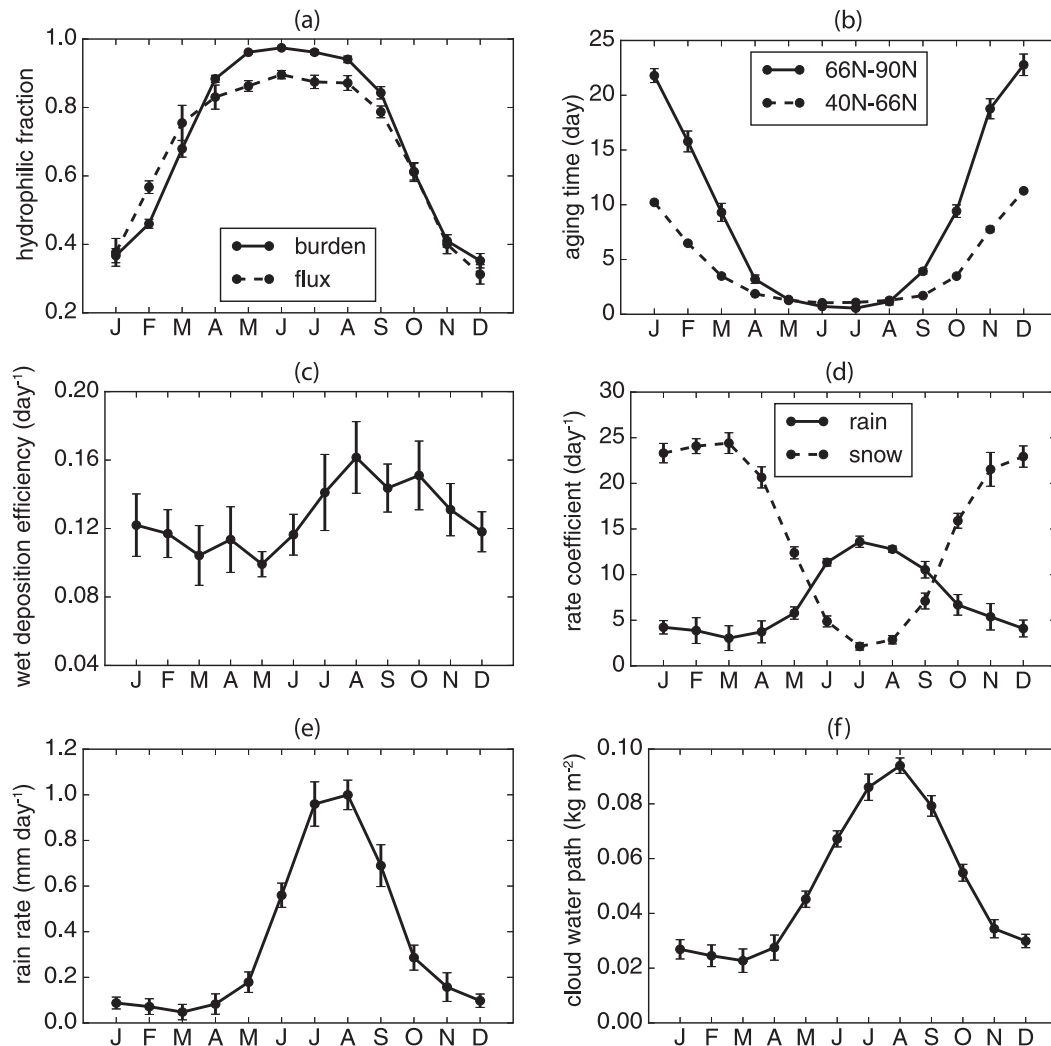 (a)
1.0
0.8
0.6
0.4
0.2
hydrophilic fraction
burden
flux
J F M A M J J A S O N D
(b)
25
20
15
10
5
0
aging time (day)
66N-90N
40N-66N
J F M A M J J A S O N D
(c)
0.20
0.16
0.12
0.08
0.04
wet deposition efficiency (day⁻¹)
J F M A M J J A S O N D
(d)
30
25
20
15
10
5
0
rate coefficient (day⁻¹)
rain
snow
J F M A M J J A S O N D
(e)
1.2
1.0
0.8
0.6
0.4
0.2
0.0
rain rate (mm day⁻¹)
J F M A M J J A S O N D
(f)
0.10
0.08
0.06
0.04
0.02
0.00
cloud water path (kg m⁻²)
J F M A M J J A S O N D